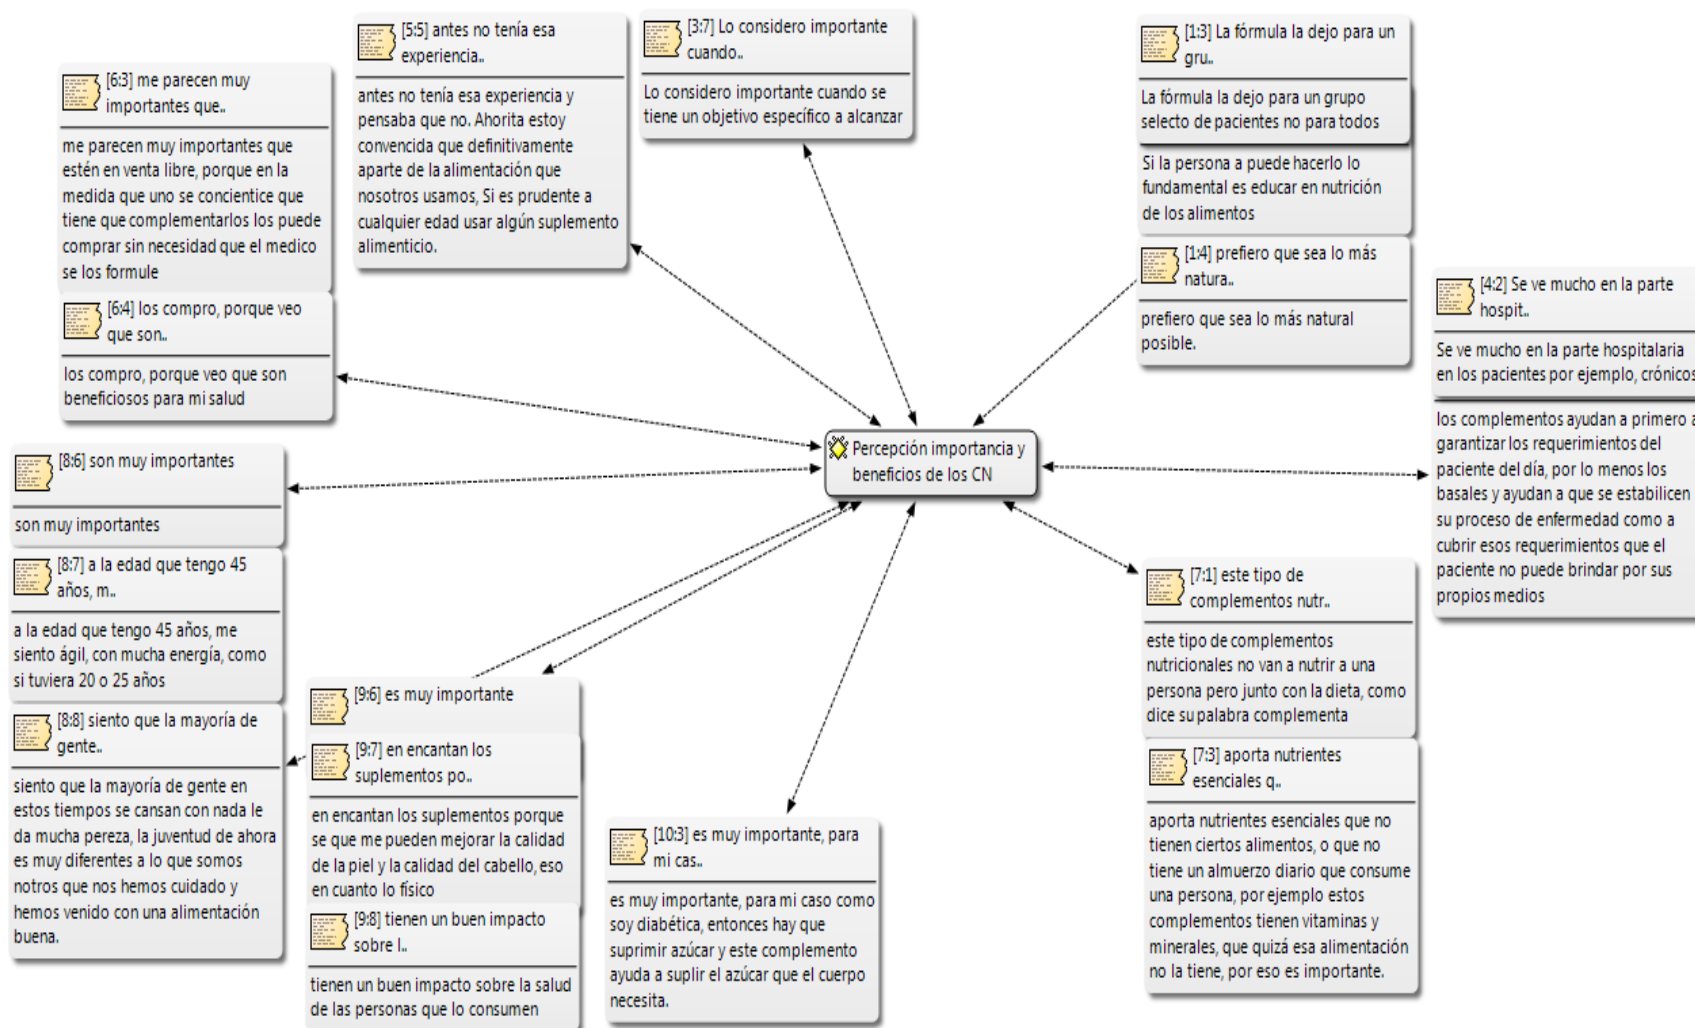 [6:3] me parecen muy
importantes que..
me parecen muy importantes que
estén en venta libre, porque en la
medida que uno se concientice que
tiene que complementarlos los puede
comprar sin necesidad que el medico
se los formule
[6:4] los compro, porque veo
que son..
los compro, porque veo que son
beneficiosos para mi salud
[5:5] antes no tenía esa
experiencia..
antes no tenía esa experiencia y
pensaba que no. Ahorita estoy
convencida que definitivamente
aparte de la alimentación que
nosotros usamos, Si es prudente a
cualquier edad usar algún suplemento
alimenticio.
[3:7] Lo considero importante
cuando..
Lo considero importante cuando se
tiene un objetivo específico a alcanzar
[1:3] La fórmula la dejo para un
gru..
La fórmula la dejo para un grupo
selecto de pacientes no para todos
Si la persona a puede hacerlo lo
fundamental es educar en nutrición
de los alimentos
[1:4] prefiero que sea lo más
natura..
prefiero que sea lo más natural
posible.
[4:2] Se ve mucho en la parte
hospit..
Se ve mucho en la parte hospitalaria
en los pacientes por ejemplo, crónicos
los complementos ayudan a primero a
garantizar los requerimientos del
paciente del día, por lo menos los
basales y ayudan a que se estabilicen
su proceso de enfermedad como a
cubrir esos requerimientos que el
paciente no puede brindar por sus
propios medios
Percepción importancia y
beneficios de los CN
[8:6] son muy importantes
son muy importantes
[8:7] a la edad que tengo 45
años, m..
a la edad que tengo 45 años, me
siento ágil, con mucha energía, como
si tuviera 20 o 25 años
[8:8] siento que la mayoría de
gente..
siento que la mayoría de gente en
estos tiempos se cansan con nada le
da mucha pereza, la juventud de ahora
es muy diferentes a lo que somos
notros que nos hemos cuidado y
hemos venido con una alimentación
buena.
[9:6] es muy importante
[9:7] en encantan los
suplementos po..
en encantan los suplementos porque
se que me pueden mejorar la calidad
de la piel y la calidad del cabello, eso
en cuanto lo físico
[9:8] tienen un buen impacto
sobre l..
tienen un buen impacto sobre la salud
de las personas que lo consumen
[10:3] es muy importante, para
mi cas..
es muy importante, para mi caso como
soy diabética, entonces hay que
suprimir azúcar y este complemento
ayuda a suplir el azúcar que el cuerpo
necesita.
[7:1] este tipo de
complementos nutr..
este tipo de complementos
nutricionales no van a nutrir a una
persona pero junto con la dieta, como
dice su palabra complementa
[7:3] aporta nutrientes
esenciales q..
aporta nutrientes esenciales que no
tienen ciertos alimentos, o que no
tiene un almuerzo diario que consume
una persona, por ejemplo estos
complementos tienen vitaminas y
minerales, que quizá esa alimentación
no la tiene, por eso es importante.